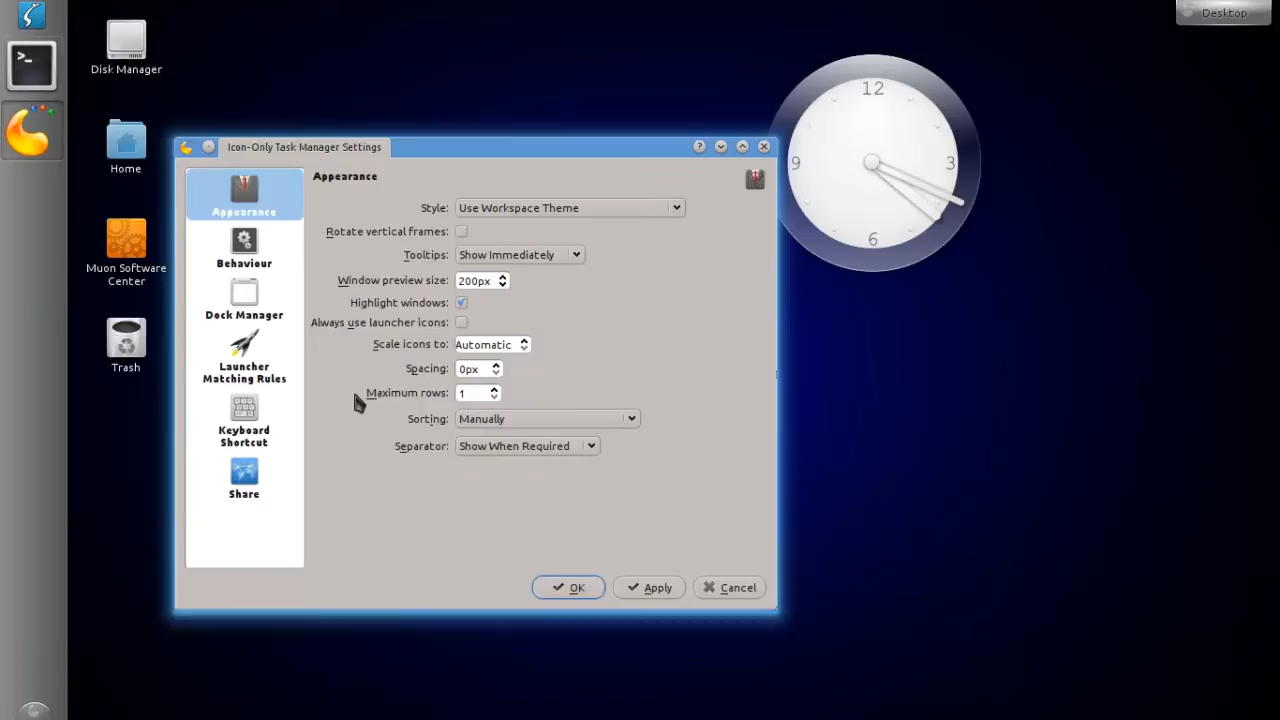 Desktop
>_
Disk Manager
Home
Muon Software
Center
Trash
12
3
6
9
Icon-Only Task Manager Settings
?
Appearance
Behaviour
Dock Manager
Launcher
Matching Rules
Keyboard
Shortcut
Share
Appearance
Style: Use Workspace Theme
Rotate vertical frames:
Tooltips: Show Immediately
Window preview size: 200px
Highlight windows:
Always use launcher icons:
Scale icons to: Automatic
Spacing: 0px
Maximum rows: 1
Sorting: Manually
Separator: Show When Required
OK Apply Cancel